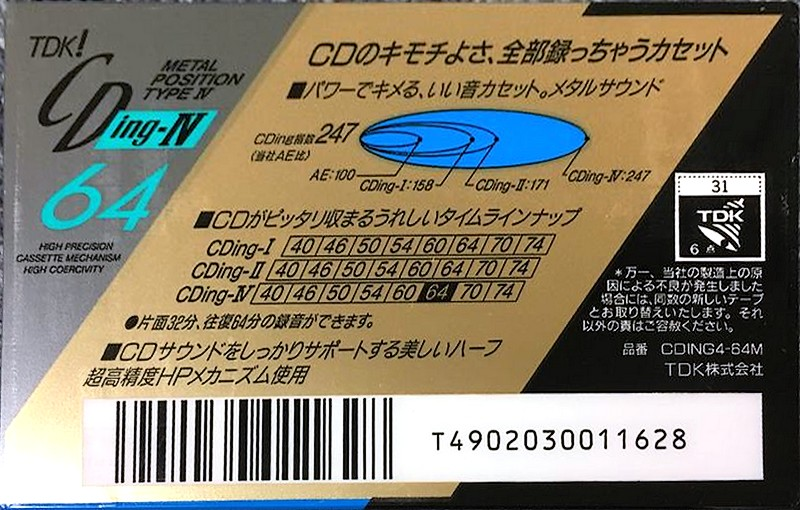 TDK!
CDing-IV
METAL
POSITION
TYPE IV
64
HIGH PRECISION
CASSETTE MECHANISM
HIGH COERCIVITY
CDのキモチよさ、全部録っちゃうカセット
■パワーでキメる、いい音カセット。メタルサウンド
CDing指数247
(当社AE比)
AE:100
CDing-I:158
CDing-II:171
CDing-IV:247
■CDがピッタリ収まるうれしいタイムラインナップ
CDing-I 40 46 50 54 60 64 70 74
CDing-II 40 46 50 54 60 64 70 74
CDing-IV 40 46 50 54 60 64 70 74
●片面32分、往復64分の録音ができます。
■CDサウンドをしっかりサポートする美しいハーフ
超高精度HPメカニズム使用
31
TDK
6 点
*万一、当社の製造上の原
因による不良が発生しました
場合には、同数の新しいテープ
とお取り替えいたします。それ
以外の責はご容赦ください。
品番 CDING4-64M
TDK株式会社
T4902030011628